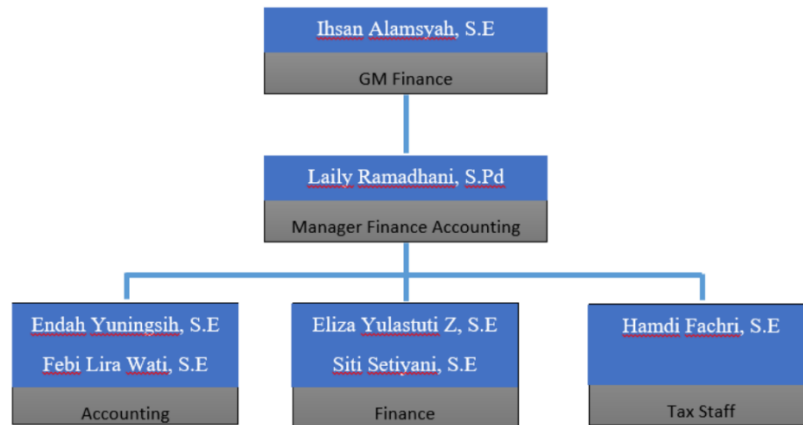 Ihsan Alamsyah, S.E
GM Finance
Laily Ramadhani, S.Pd
Manager Finance Accounting
Endah Yuningsih, S.E
Febi Lira Wati, S.E
Accounting
Eliza Yulastuti Z, S.E
Siti Setiyani, S.E
Finance
Hamdi Fachri, S.E
Tax Staff